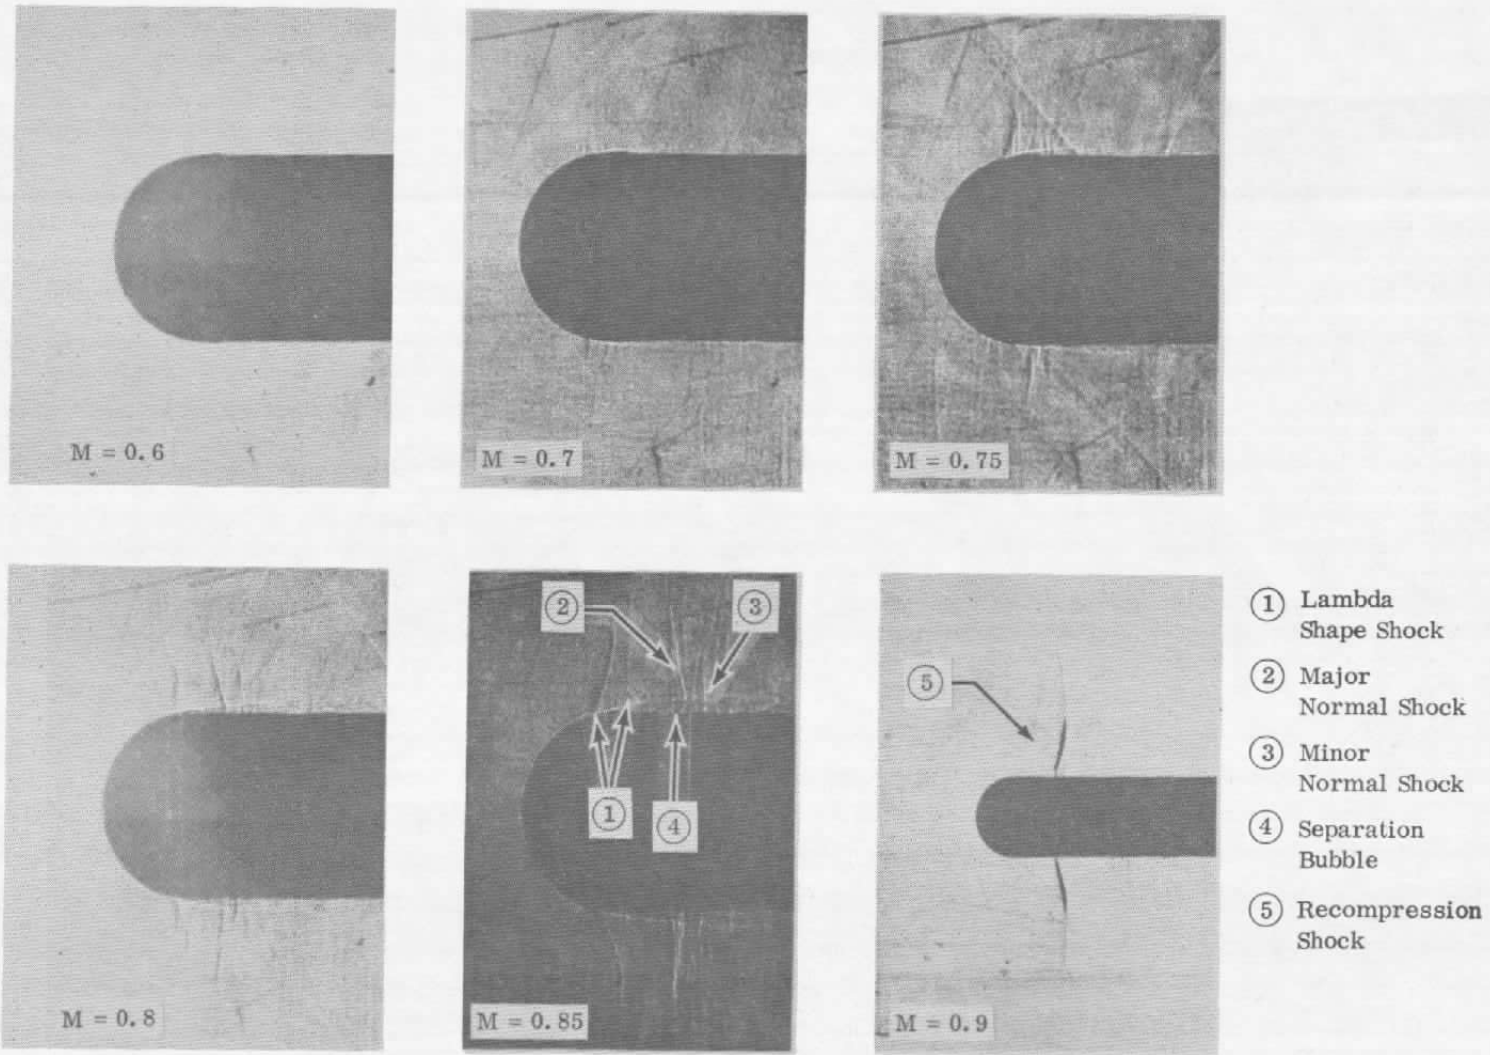 M = 0.6
M = 0.7
M = 0.75
M = 0.8
② ③
① ④
M = 0.85
⑤
M = 0.9
① Lambda
Shape Shock
② Major
Normal Shock
③ Minor
Normal Shock
④ Separation
Bubble
⑤ Recompression
Shock